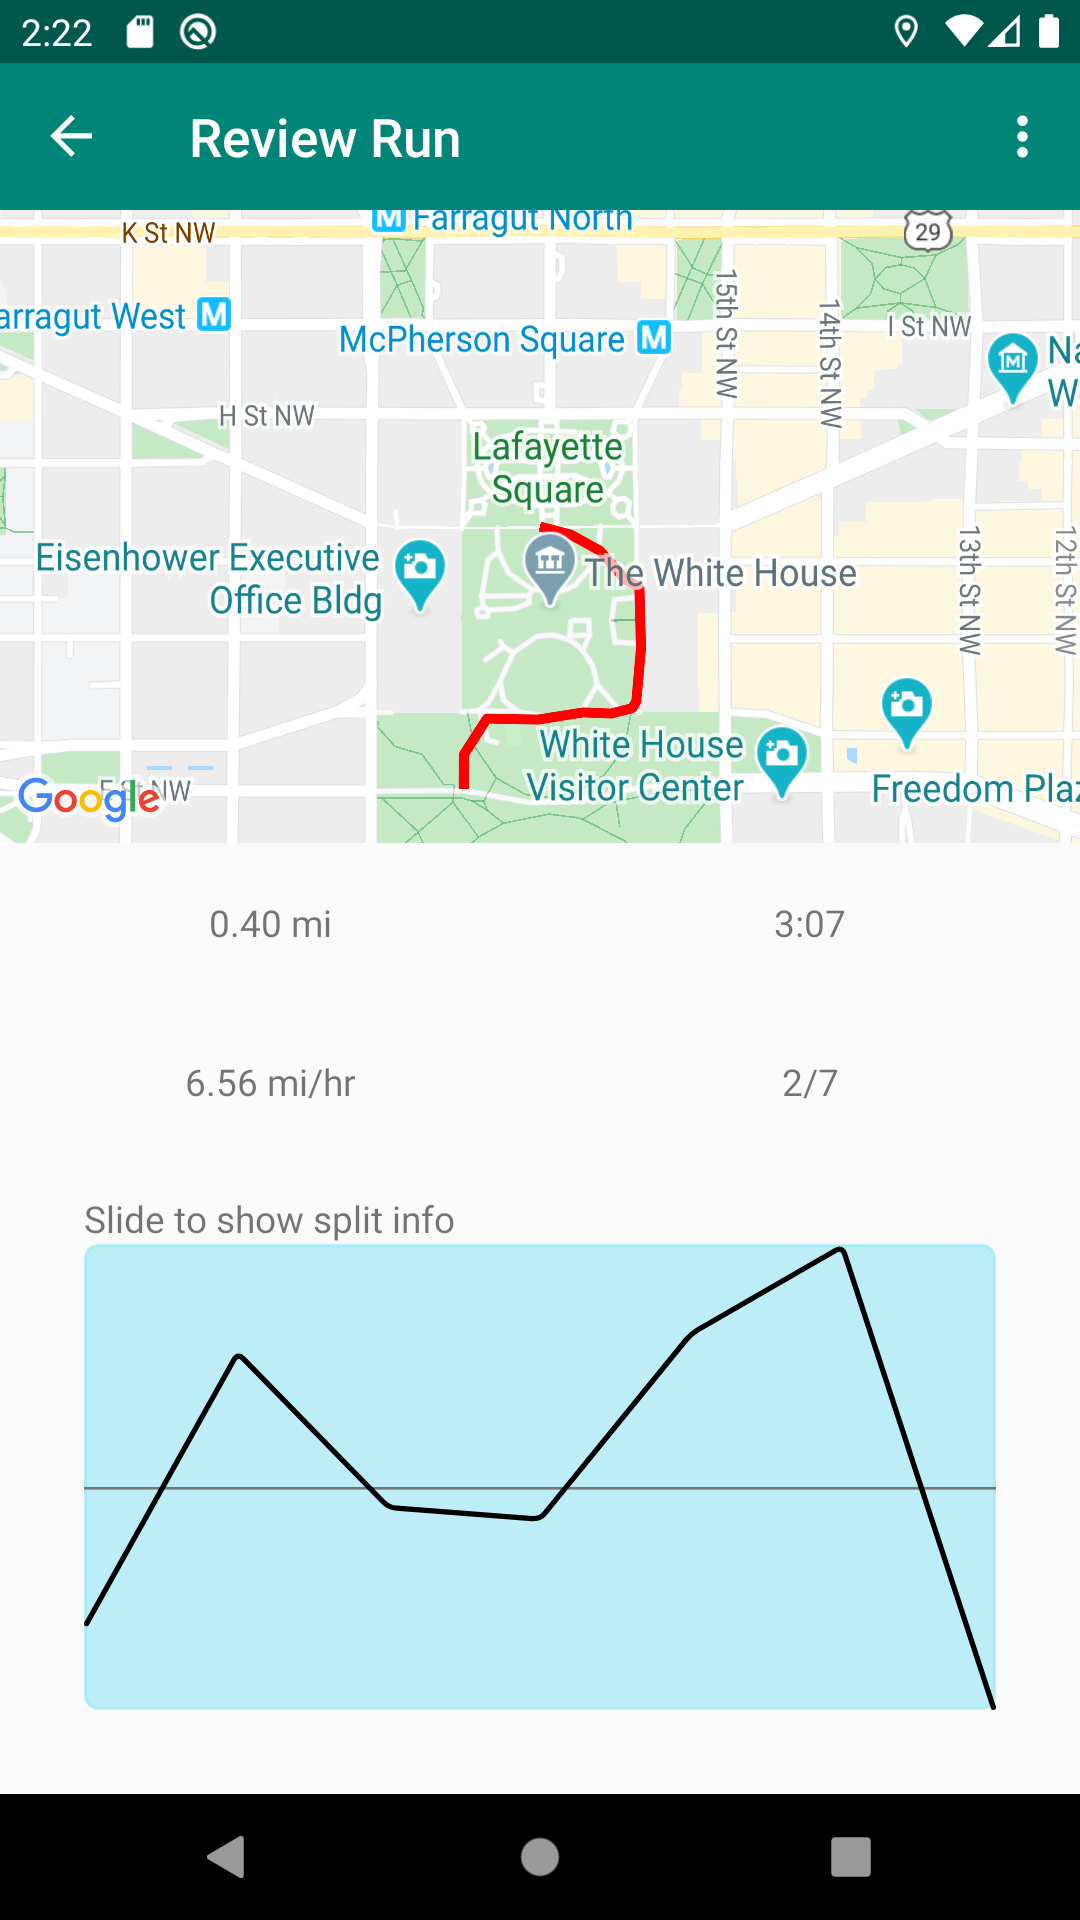 2:22
Review Run
Farragut North
K St NW
29
arragut West M
15th St NW
14th St NW
I St NW
McPherson Square M
Na
W
H St NW
Lafayette
Square
Eisenhower Executive
Office Bldg
The White House
13th St NW
12th St NW
White House
Visitor Center
Freedom Plaz
Google
NW
0.40 mi
3:07
6.56 mi/hr
2/7
Slide to show split info